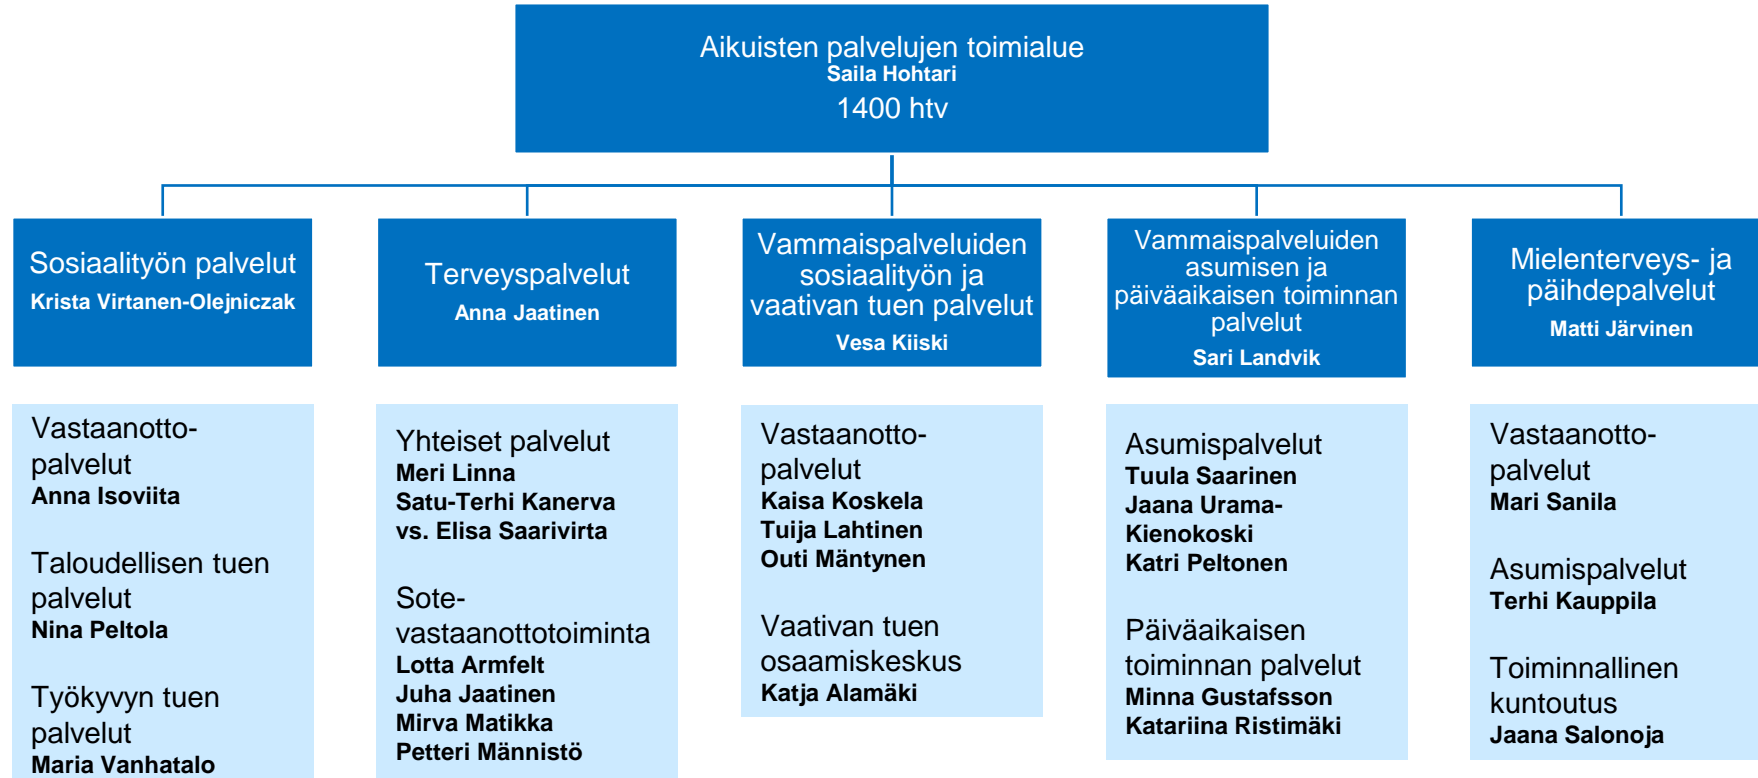 Aikuisten palvelujen toimialue
Saila Hohtari
1400 htv
Sosiaalityön palvelut
Krista Virtanen-Olejniczak
Terveyspalvelut
Anna Jaatinen
Vammaispalveluiden
sosiaalityön ja
vaativan tuen palvelut
Vesa Kiiski
Vammaispalveluiden
asumisen ja
päiväaikaisen toiminnan
palvelut
Sari Landvik
Mielenterveys- ja
päihdepalvelut
Matti Järvinen
Vastaanotto-
palvelut
Anna Isoviita
Taloudellisen tuen
palvelut
Nina Peltola
Työkyvyn tuen
palvelut
Maria Vanhatalo
Yhteiset palvelut
Meri Linna
Satu-Terhi Kanerva
vs. Elisa Saarivirta
Sote-
vastaanottotoiminta
Lotta Armfelt
Juha Jaatinen
Mirva Matikka
Petteri Männistö
Vastaanotto-
palvelut
Kaisa Koskela
Tuija Lahtinen
Outi Mäntynen
Vaativan tuen
osaamiskeskus
Katja Alamäki
Asumispalvelut
Tuula Saarinen
Jaana Urama-
Kienokoski
Katri Peltonen
Päiväaikaisen
toiminnan palvelut
Minna Gustafsson
Katariina Ristimäki
Vastaanotto-
palvelut
Mari Sanila
Asumispalvelut
Terhi Kauppila
Toiminnallinen
kuntoutus
Jaana Salonoja